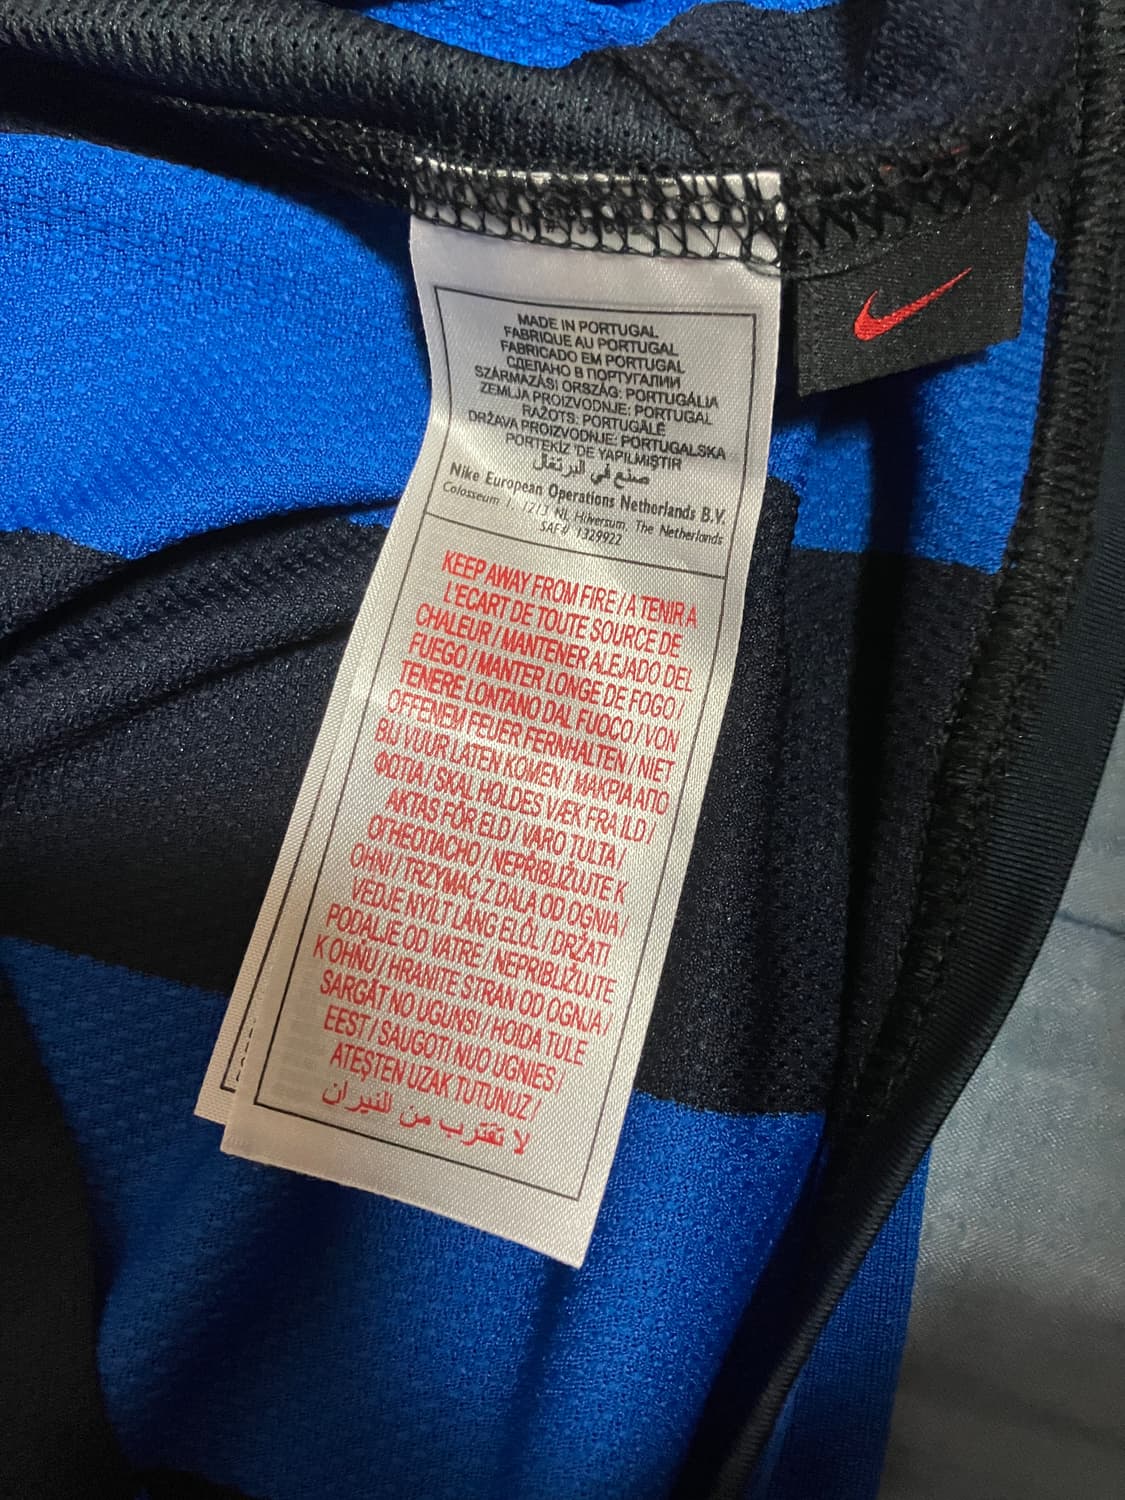 MADE IN PORTUGAL
FABRIQUE AU PORTUGAL
FABRICADO EM PORTUGAL
СДЕЛАНО В ПОРТУГАЛИИ
SZÁRMAZÁSI ORSZÁG: PORTUGÁLIA
ZEMLJA PROIZVODNJE: PORTUGAL
RAŽOTS: PORTUGĀLE
DRŽAVA PROIZVODNJE: PORTUGALSKA
PORTEKİZ 'DE YAPILMIŞTIR
صنع في البرتغال
Nike European Operations Netherlands B.V.
Colosseum 1, 1213 NL Hilversum, The Netherlands
SAF# 1329922
KEEP AWAY FROM FIRE / A TENIR A
L'ECART DE TOUTE SOURCE DE
CHALEUR / MANTENER ALEJADO DEL
FUEGO / MANTER LONGE DE FOGO /
TENERE LONTANO DAL FUOCO / VON
OFFENEM FEUER FERNHALTEN / NIET
BIJ VUUR LATEN KOMEN / ΜΑΚΡΙΑ ΑΠΟ
ΦΩΤΙΑ / SKAL HOLDES VÆK FRA ILD /
AKTAS FÖR ELD / VARO TULTA /
ОГНЕОПАСНО / NEPŘIBLIŽUJTE K
OHNI / TRZYMAĆ Z DALA OD OGNIA /
VÉDJE NYÍLT LÁNG ELŐL / DRŽATI
PODALJE OD VATRE / NEPRIBLIŽUJTE
K OHŇU / HRANITE STRAN OD OGNJA /
SARGĀT NO UGUNS! / HOIDA TULE
EEST / SAUGOTI NUO UGNIES /
ATEŞTEN UZAK TUTUNUZ /
لا تقترب من النيران